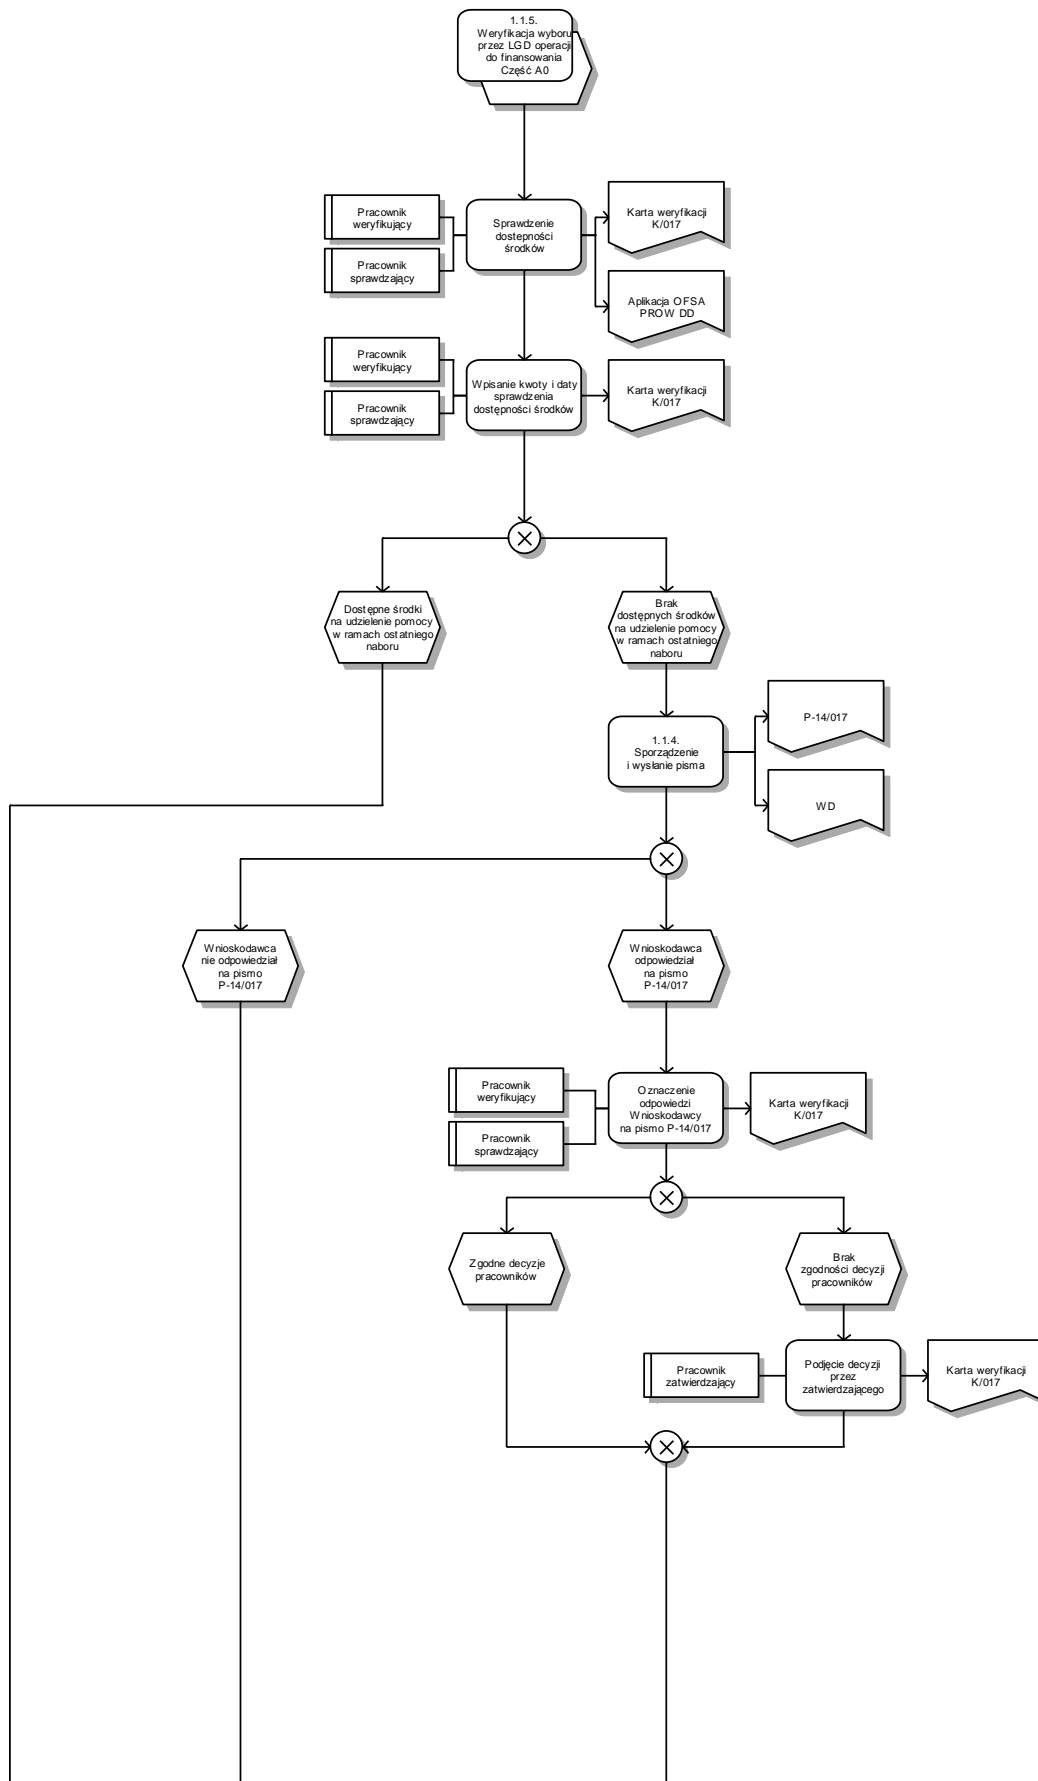 1.1.5.
Weryfikacja wyboru
przez LGD operacji
do finansowania
Część A0
Pracownik
weryfikujący
Sprawdzenie
dostepności
środków
Karta weryfikacji
K/017
Pracownik
sprawdzający
Aplikacja OFSA
PROW DD
Pracownik
weryfikujący
Wpisanie kwoty i daty
sprawdzenia
dostępności środków
Karta weryfikacji
K/017
Pracownik
sprawdzający
Dostępne środki
na udzielenie pomocy
w ramach ostatniego
naboru
Brak
dostępnych środków
na udzielenie pomocy
w ramach ostatniego
naboru
1.1.4.
Sporządzenie
i wysłanie pisma
P-14/017
WD
Wnioskodawca
nie odpowiedział
na pismo
P-14/017
Wnioskodawca
odpowiedział
na pismo
P-14/017
Pracownik
weryfikujący
Oznaczenie
odpowiedzi
Wnioskodawcy
na pismo P-14/017
Karta weryfikacji
K/017
Pracownik
sprawdzający
Zgodne decyzje
pracowników
Brak
zgodności decyzji
pracowników
Pracownik
zatwierdzający
Podjęcie decyzji
przez
zatwierdzającego
Karta weryfikacji
K/017